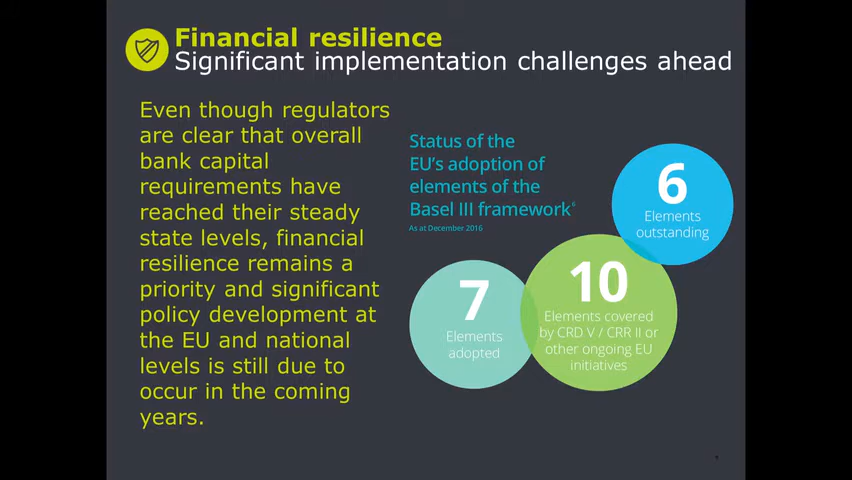 Financial resilience
Significant implementation challenges ahead
Even though regulators
are clear that overall
bank capital
requirements have
reached their steady
state levels, financial
resilience remains a
priority and significant
policy development at
the EU and national
levels is still due to
occur in the coming
years.
Status of the
EU's adoption of
elements of the
Basel III framework⁶
As at December 2016
6
Elements
outstanding
7
Elements
adopted
10
Elements covered
by CRD V / CRR II or
other ongoing EU
initiatives